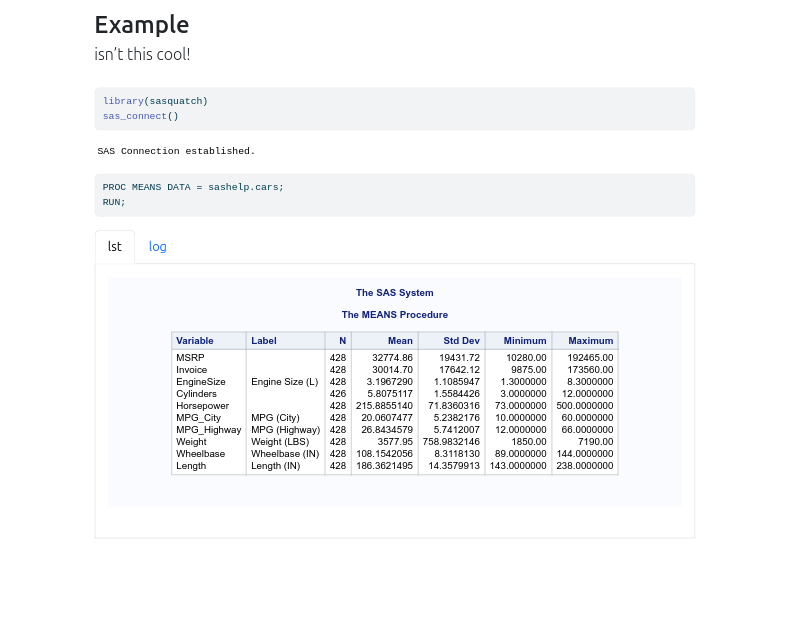 Example
isn't this cool!
library(sasquatch)
sas_connect()
SAS Connection established.
PROC MEANS DATA = sashelp.cars;
RUN;
lst log
The SAS System
The MEANS Procedure
Variable Label N Mean Std Dev Minimum Maximum
MSRP 428 32774.86 19431.72 10280.00 192465.00
Invoice 428 30014.70 17642.12 9875.00 173560.00
EngineSize Engine Size (L) 428 3.1967290 1.1085947 1.3000000 8.3000000
Cylinders 426 5.8075117 1.5584426 3.0000000 12.0000000
Horsepower 428 215.8855140 71.8360316 73.0000000 500.0000000
MPG_City MPG (City) 428 20.0607477 5.2382176 10.0000000 60.0000000
MPG_Highway MPG (Highway) 428 26.8434579 5.7412007 12.0000000 66.0000000
Weight Weight (LBS) 428 3577.95 758.9832146 1850.00 7190.00
Wheelbase Wheelbase (IN) 428 108.1542056 8.3118130 89.0000000 144.0000000
Length Length (IN) 428 186.3621495 14.3579913 143.0000000 238.0000000